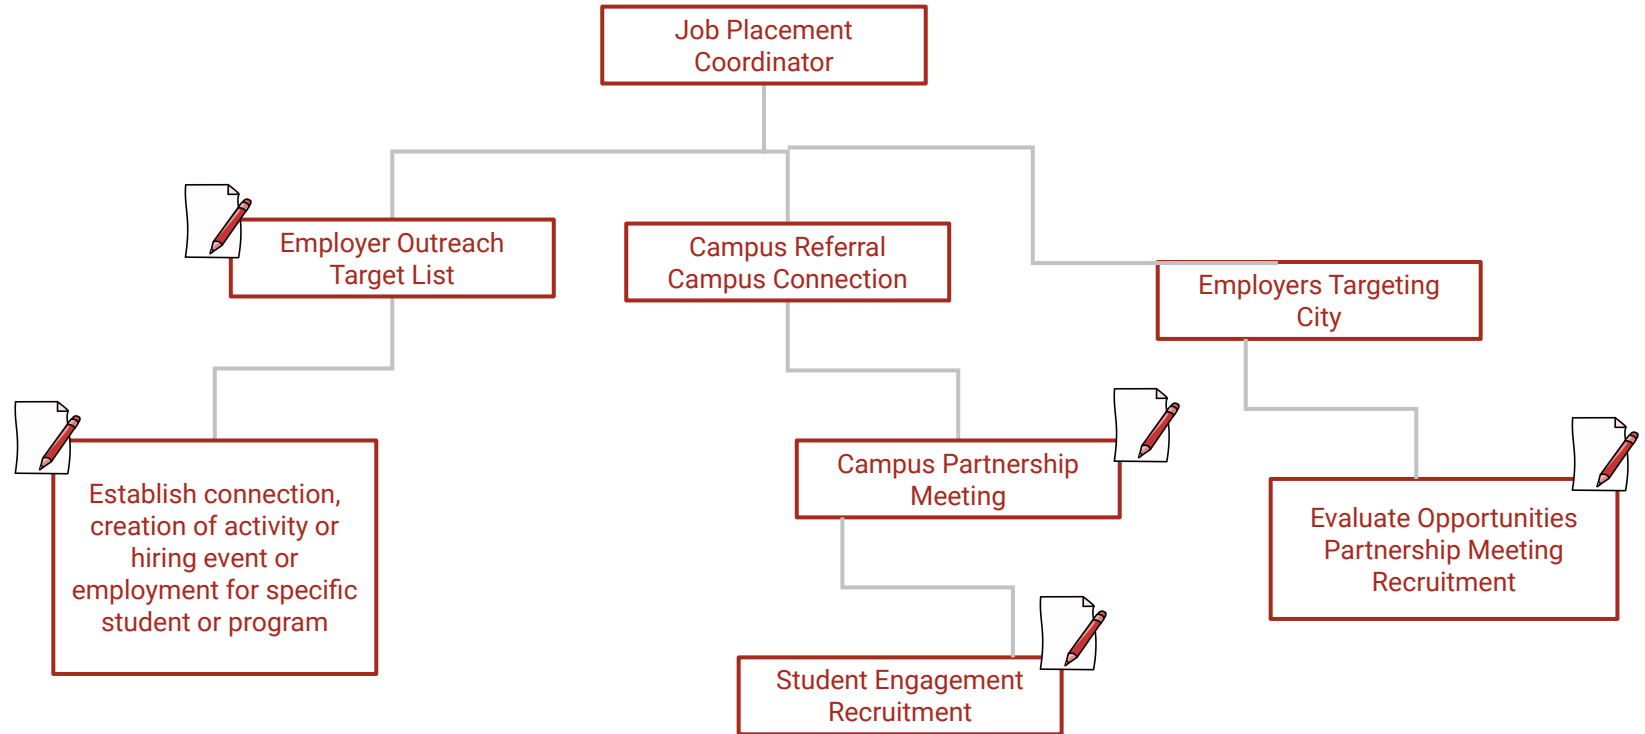 Job Placement
Coordinator
Employer Outreach
Target List
Campus Referral
Campus Connection
Employers Targeting
City
Establish connection,
creation of activity or
hiring event or
employment for specific
student or program
Campus Partnership
Meeting
Evaluate Opportunities
Partnership Meeting
Recruitment
Student Engagement
Recruitment